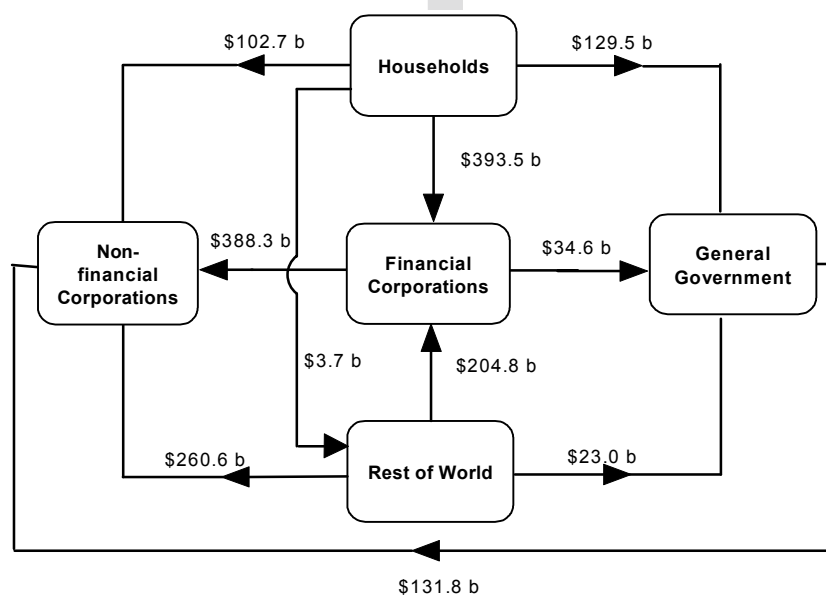 $102.7 b
$129.5 b
Households
$393.5 b
$388.3 b
$34.6 b
Non-
financial
Corporations
Financial
Corporations
General
Government
$3.7 b
$204.8 b
$260.6 b
$23.0 b
Rest of World
$131.8 b